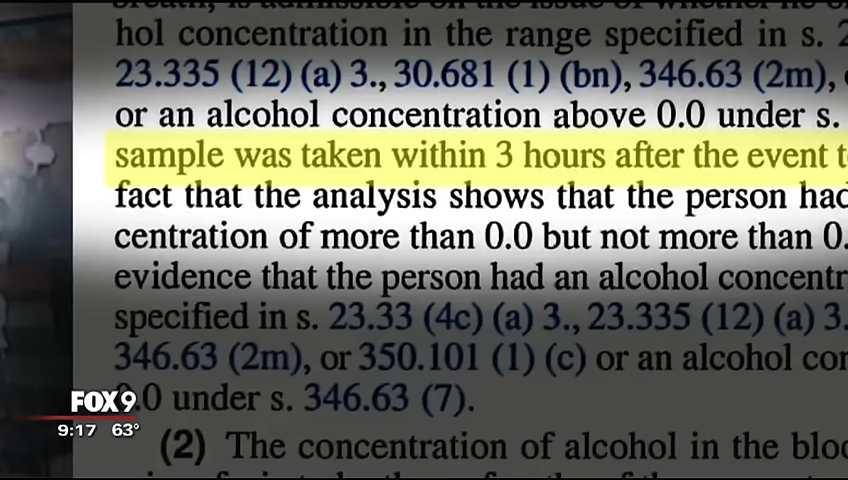 hol concentration in the range specified in s.
23.335 (12) (a) 3., 30.681 (1) (bn), 346.63 (2m),
or an alcohol concentration above 0.0 under s.
sample was taken within 3 hours after the event
fact that the analysis shows that the person had
centration of more than 0.0 but not more than 0.
evidence that the person had an alcohol concentr
specified in s. 23.33 (4c) (a) 3., 23.335 (12) (a) 3.
346.63 (2m), or 350.101 (1) (c) or an alcohol con
0.0 under s. 346.63 (7).
(2) The concentration of alcohol in the bloo
FOX 9
9:17 63°